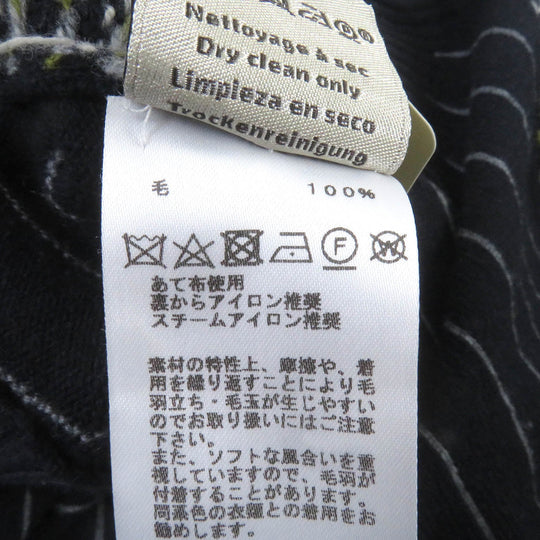 Nettoyage à sec
Dry clean only
Limpieza en seco
Trockenreinigung
毛 100%
F W
あて布使用
裏からアイロン推奨
スチームアイロン推奨
素材の特性上、摩擦や、着
用を繰り返すことにより毛
羽立ち・毛玉が生じやすい
のでお取り扱いにはご注意
下さい。
また、ソフトな風合いを重
視していますので、毛羽が
付着することがあります。
同系色の衣類との着用をお
勧めします。